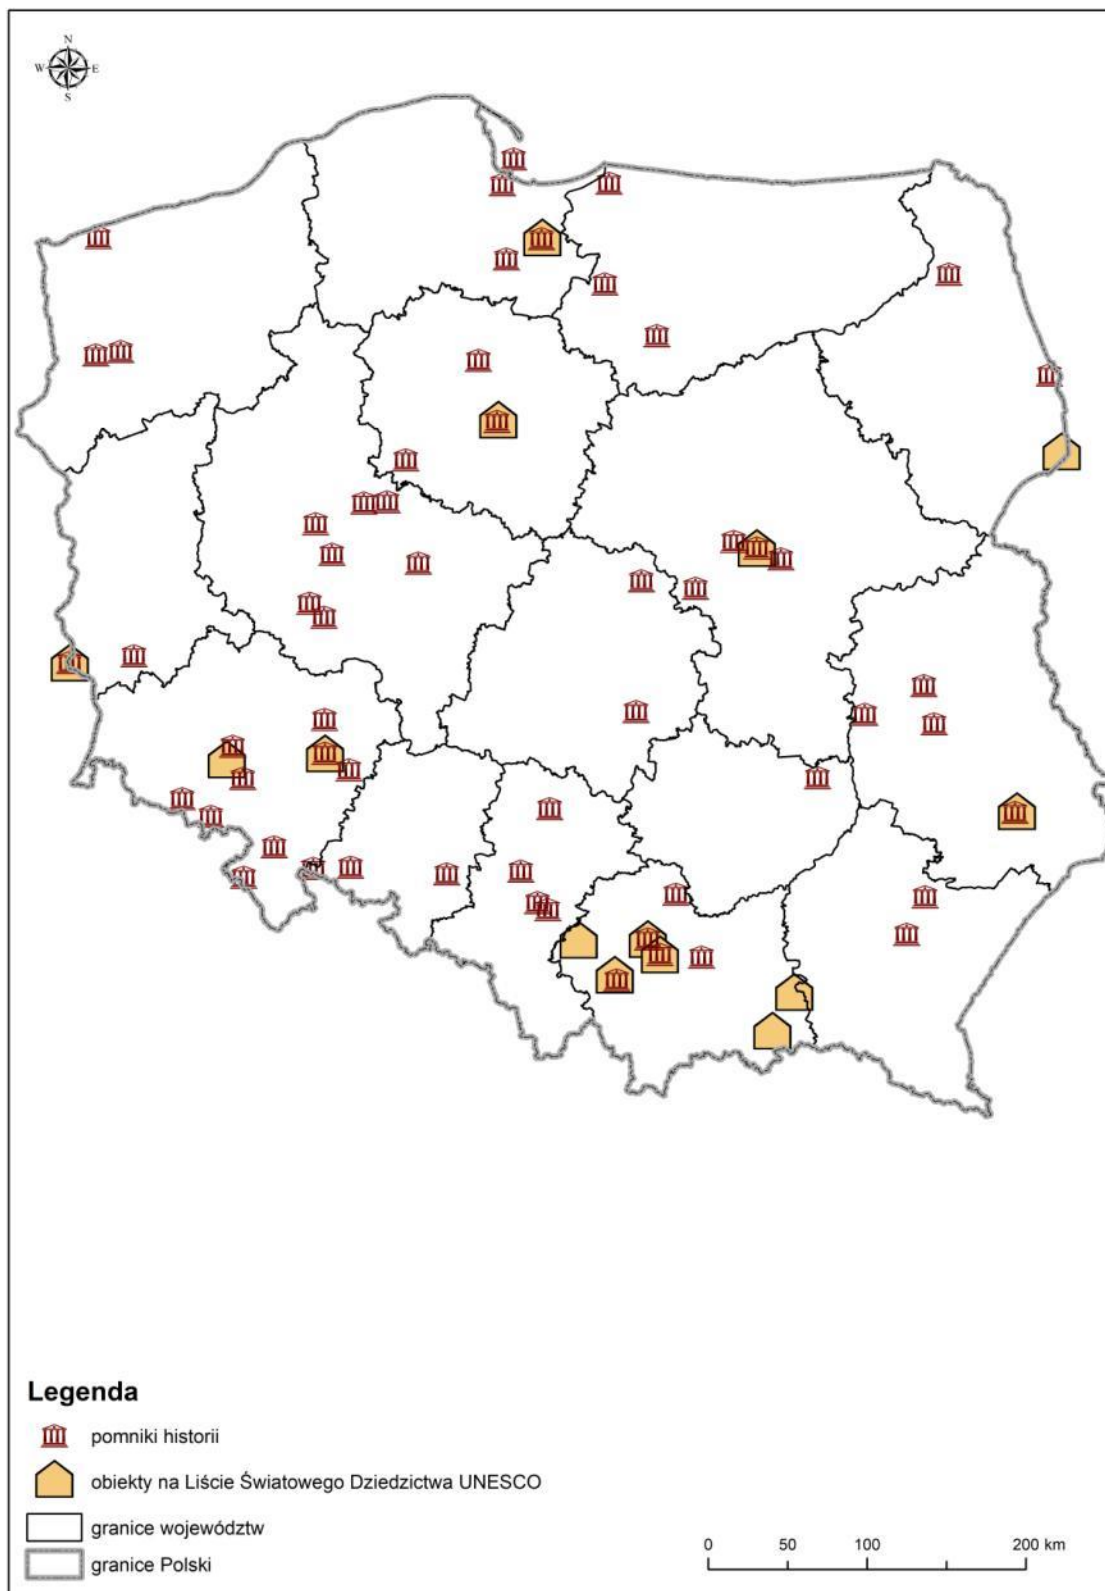 N
W E
S
Legenda
pomniki historii
obiekty na Liście Światowego Dziedzictwa UNESCO
granice województw
granice Polski
0 50 100 200 km